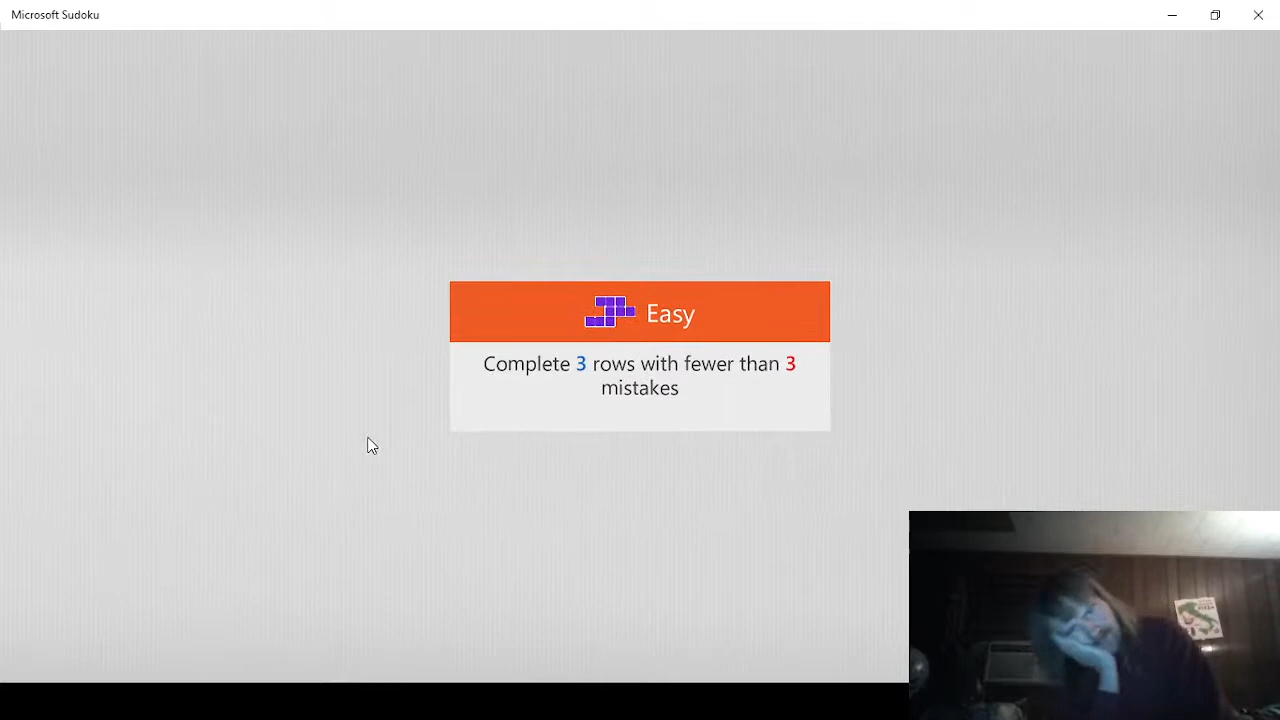 Microsoft Sudoku
Easy
Complete 3 rows with fewer than 3
mistakes